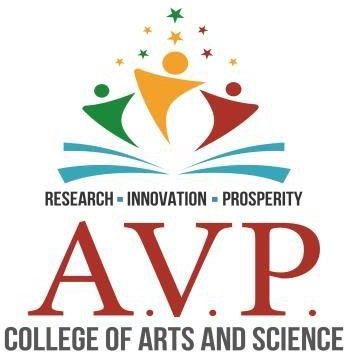 RESEARCH ▪ INNOVATION ▪ PROSPERITY
A.V.P.
COLLEGE OF ARTS AND SCIENCE